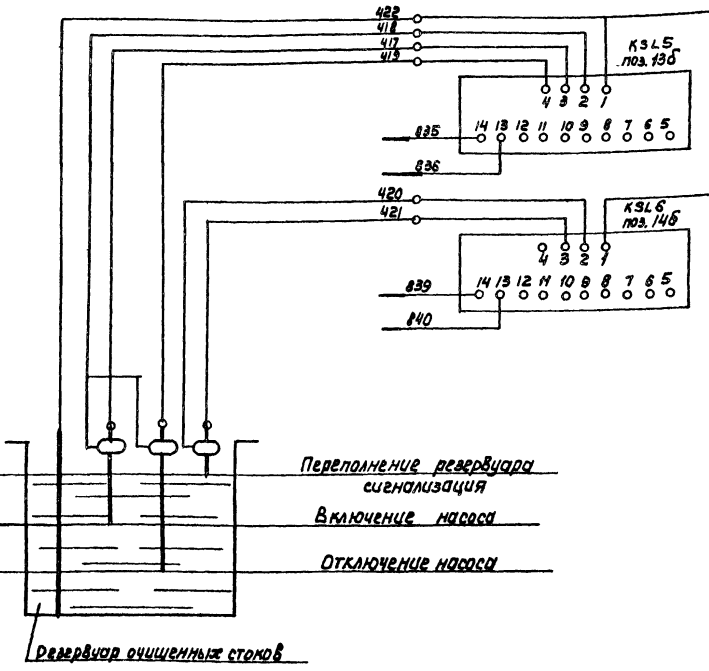 422
418
417
419
KSL5
поз. 13б
4 3 2 1
14 13 12 11 10 9 8 7 6 5
835
836
420
421
KSL6
поз. 14б
4 3 2 1
14 13 12 11 10 9 8 7 6 5
839
840
Переполнение резервуара
сигнализация
Включение насоса
Отключение насоса
Резервуар очищенных стоков